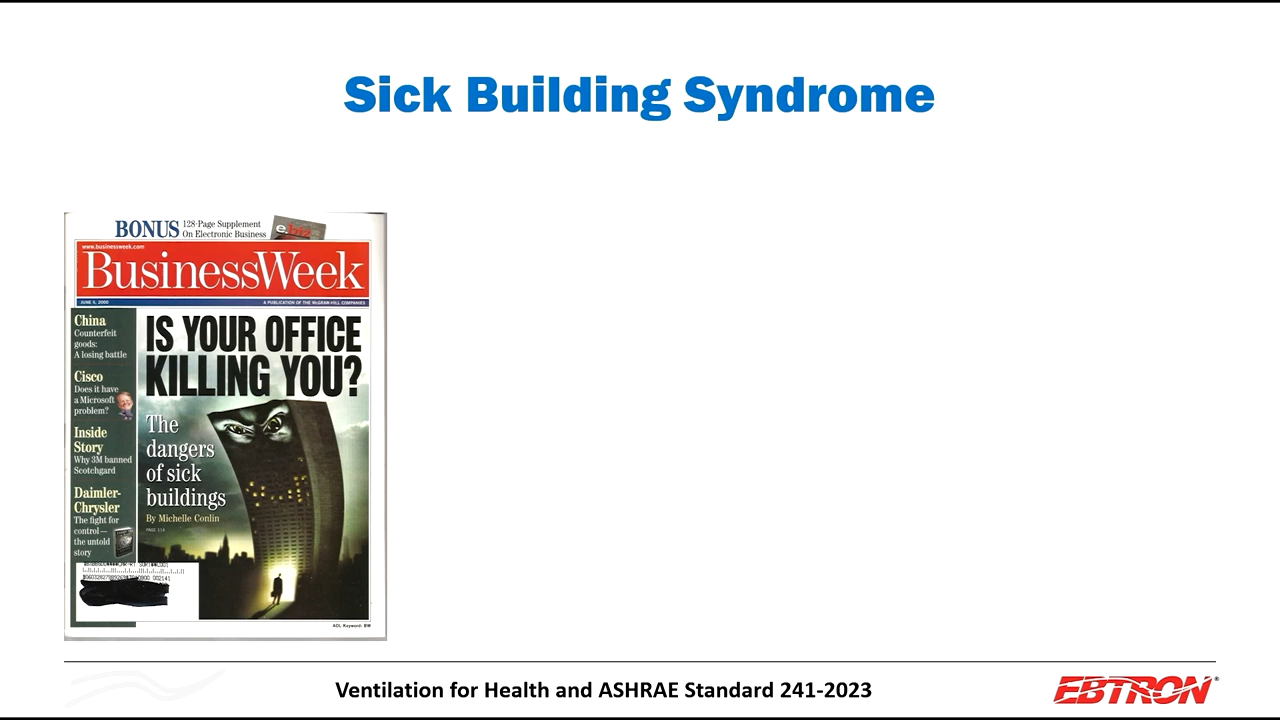 Sick Building Syndrome
BONUS 128-Page Supplement
On Electronic Business
e.biz
www.businessweek.com
BusinessWeek
JUNE 5, 2000
A PUBLICATION OF THE McGRAW-HILL COMPANIES
China
Counterfeit
goods:
A losing battle
Cisco
Does it have
a Microsoft
problem?
Inside
Story
Why 3M banned
Scotchgard
Daimler-
Chrysler
The fight for
control—
the untold
story
IS YOUR OFFICE
KILLING YOU?
The
dangers
of sick
buildings
By Michelle Conlin
AOL Keyword: BW
Ventilation for Health and ASHRAE Standard 241-2023
EBTRON®